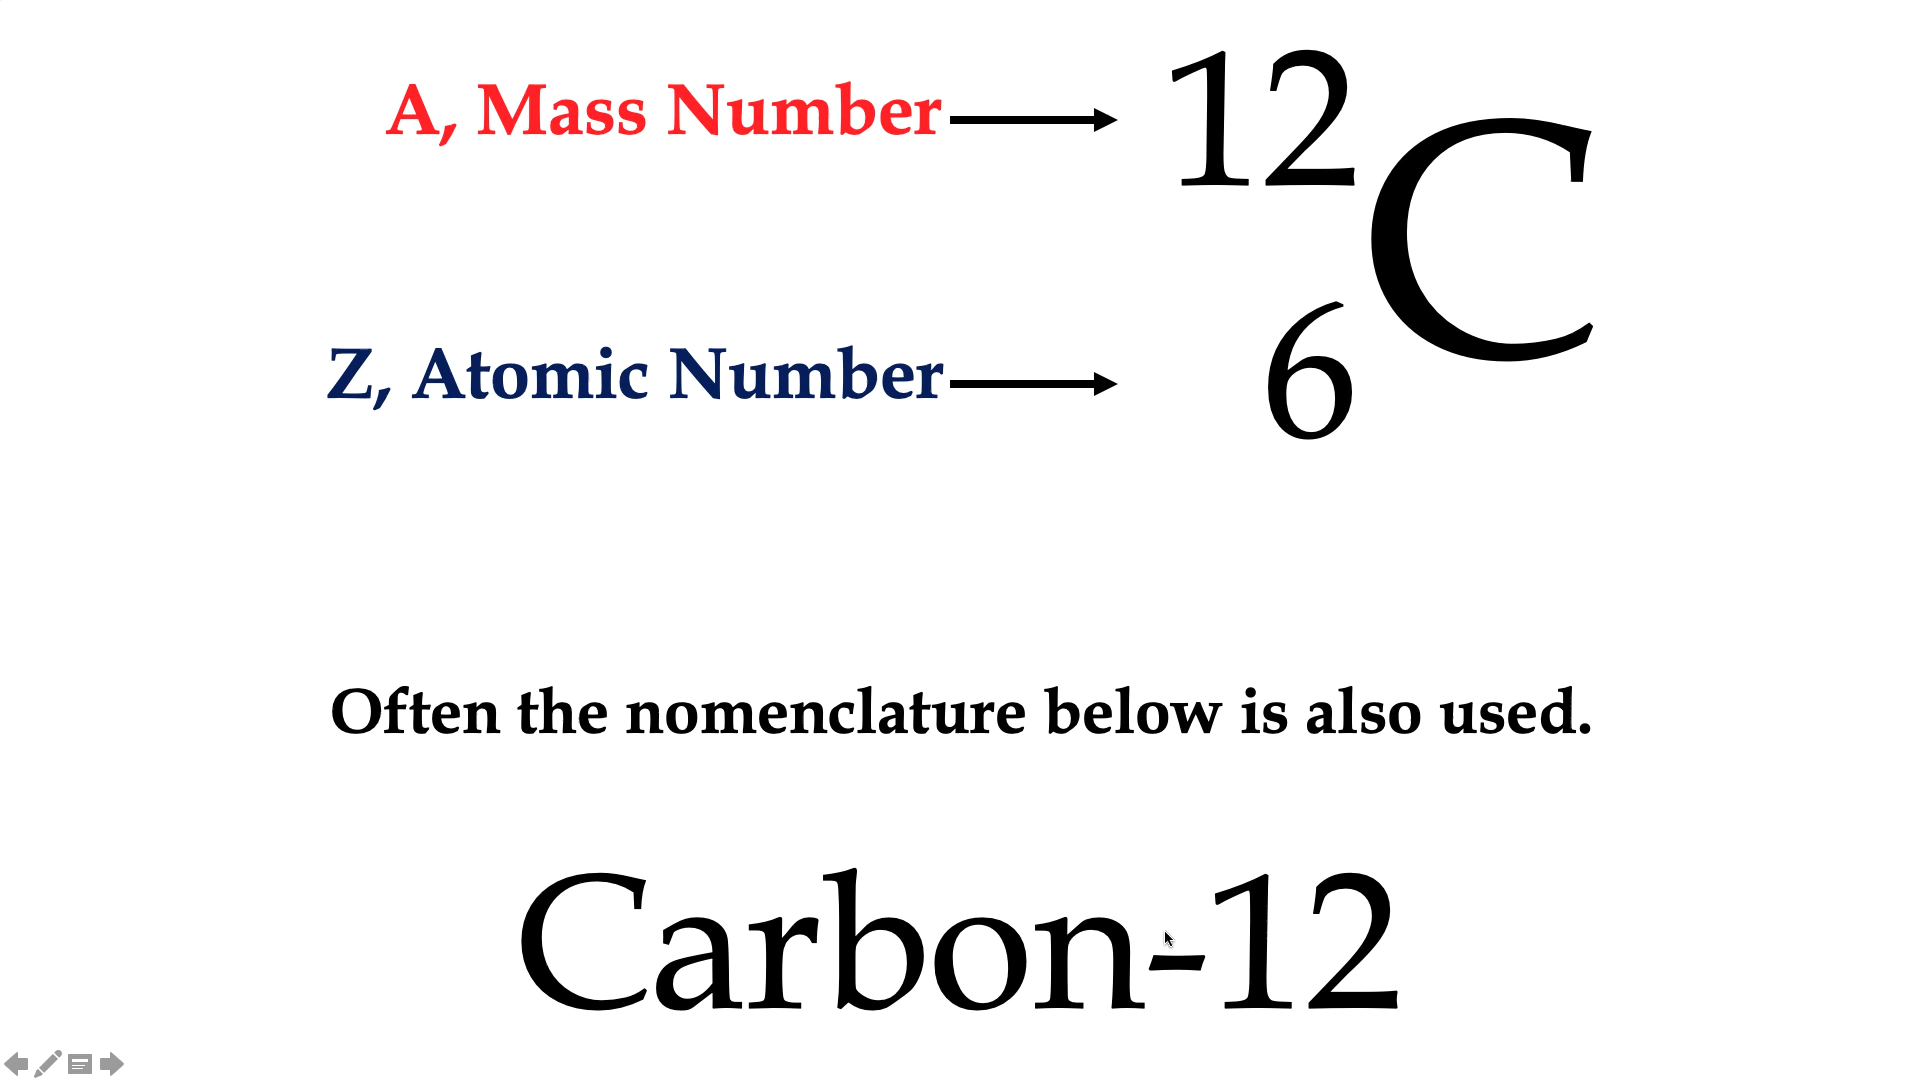 A, Mass Number
12
C
Z, Atomic Number
6
Often the nomenclature below is also used.
Carbon-12